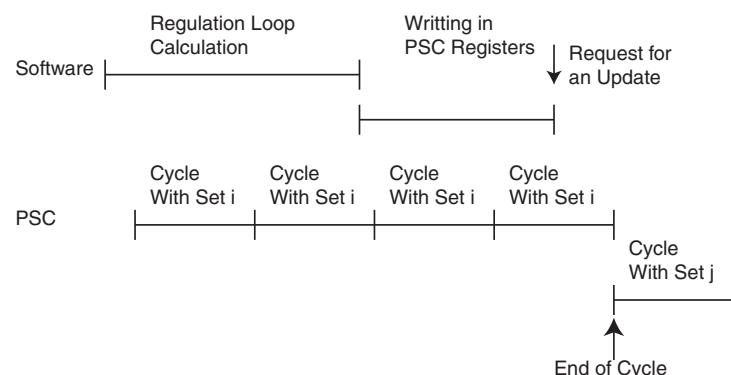 Regulation Loop
Calculation
Writting in
PSC Registers
Software
Request for
an Update
Cycle
With Set i
Cycle
With Set i
Cycle
With Set i
Cycle
With Set i
PSC
Cycle
With Set j
End of Cycle